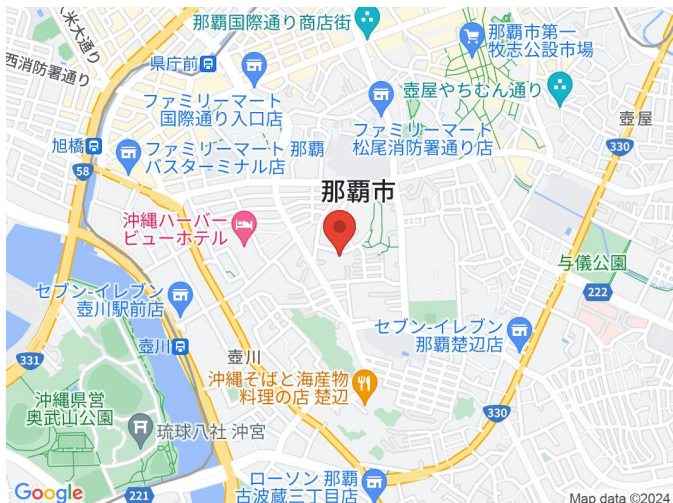 久米大通り
西消防署通り
那覇国際通り商店街
県庁前
那覇市第一
牧志公設市場
ファミリーマート
国際通り入口店
壺屋やちむん通り
ファミリーマート
松尾消防署通り店
壺屋
旭橋
58
ファミリーマート 那覇
バスターミナル店
330
那覇市
沖縄ハーバー
ビューホテル
与儀公園
222
セブン-イレブン
壺川駅前店
セブン-イレブン
那覇楚辺店
壺川
331
壺川
沖縄そばと海産物
料理の店 楚辺
沖縄県営
奥武山公園
琉球八社 沖宮
330
ローソン 那覇
古波蔵三丁目店
221
Google
Map data ©2024